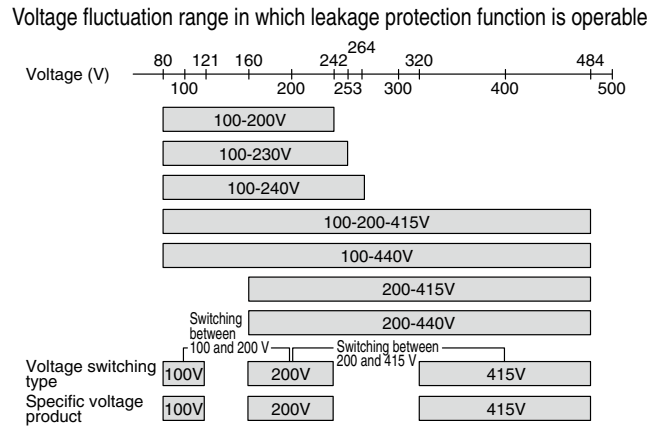 Voltage fluctuation range in which leakage protection function is operable
264
80 121 160 242 320 484
Voltage (V)
100 200 253 300 400 500
100-200V
100-230V
100-240V
100-200-415V
100-440V
200-415V
200-440V
Switching
between
100 and 200 V
Switching between
200 and 415 V
Voltage switching
type
100V 200V 415V
Specific voltage
product
100V 200V 415V